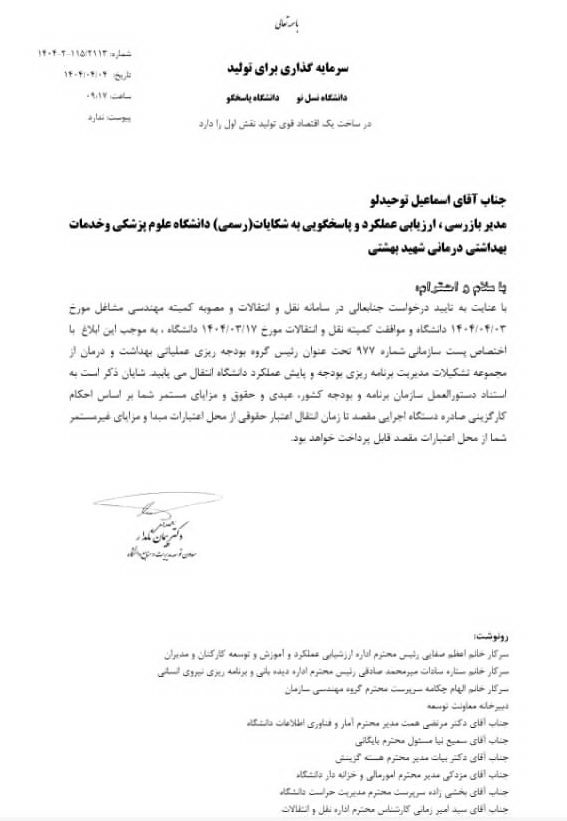 باسمه تعالی
شماره: ۱۴۰۴-۲-۱۱۵/۲۱۱۳
تاریخ: ۱۴۰۴/۰۴/۰۴
ساعت: ۰۹:۱۷
پیوست: ندارد
سرمایه گذاری برای تولید
دانشگاه نسل نو دانشگاه پاسخگو
در ساخت یک اقتصاد قوی تولید نقش اول را دارد
جناب آقای اسماعیل توحیدلو
مدیر بازرسی ، ارزیابی عملکرد و پاسخگویی به شکایات(رسمی) دانشگاه علوم پزشکی وخدمات
بهداشتی درمانی شهید بهشتی
با سلام و احترام؛
با عنایت به تایید درخواست جنابعالی در سامانه نقل و انتقالات و مصوبه کمیته مهندسی مشاغل مورخ
۱۴۰۴/۰۴/۰۳ دانشگاه و موافقت کمیته نقل و انتقالات مورخ ۱۴۰۴/۰۳/۱۷ دانشگاه ، به موجب این ابلاغ با
اختصاص پست سازمانی شماره ۹۷۷ تحت عنوان رئیس گروه بودجه ریزی عملیاتی بهداشت و درمان از
مجموعه تشکیلات مدیریت برنامه ریزی بودجه و پایش عملکرد دانشگاه انتقال می یابید. شایان ذکر است به
استناد دستورالعمل سازمان برنامه و بودجه کشور، عیدی و حقوق و مزایای مستمر شما بر اساس احکام
کارگزینی صادره دستگاه اجرایی مقصد تا زمان انتقال اعتبار حقوقی از محل اعتبارات مبدا و مزایای غیرمستمر
شما از محل اعتبارات مقصد قابل پرداخت خواهد بود.
دکتر پیمان نامدار
معاون توسعه مدیریت و منابع دانشگاه
رونوشت:
سرکار خانم اعظم صفایی رئیس محترم اداره ارزشیابی عملکرد و آموزش و توسعه کارکنان و مدیران
سرکار خانم ستاره سادات میرمحمد صادقی رئیس محترم اداره دیده بانی و برنامه ریزی نیروی انسانی
سرکار خانم الهام چکامه سرپرست محترم گروه مهندسی سازمان
دبیرخانه معاونت توسعه
جناب آقای دکتر مرتضی همت مدیر محترم آمار و فناوری اطلاعات دانشگاه
جناب آقای سمیع نیا مسئول محترم بایگانی
جناب آقای دکتر بیات مدیر محترم هسته گزینش
جناب آقای مزدکی مدیر محترم امورمالی و خزانه دار دانشگاه
جناب آقای بخشی زاده سرپرست محترم مدیریت حراست دانشگاه
جناب آقای سید امیر زمانی کارشناس محترم اداره نقل و انتقالات